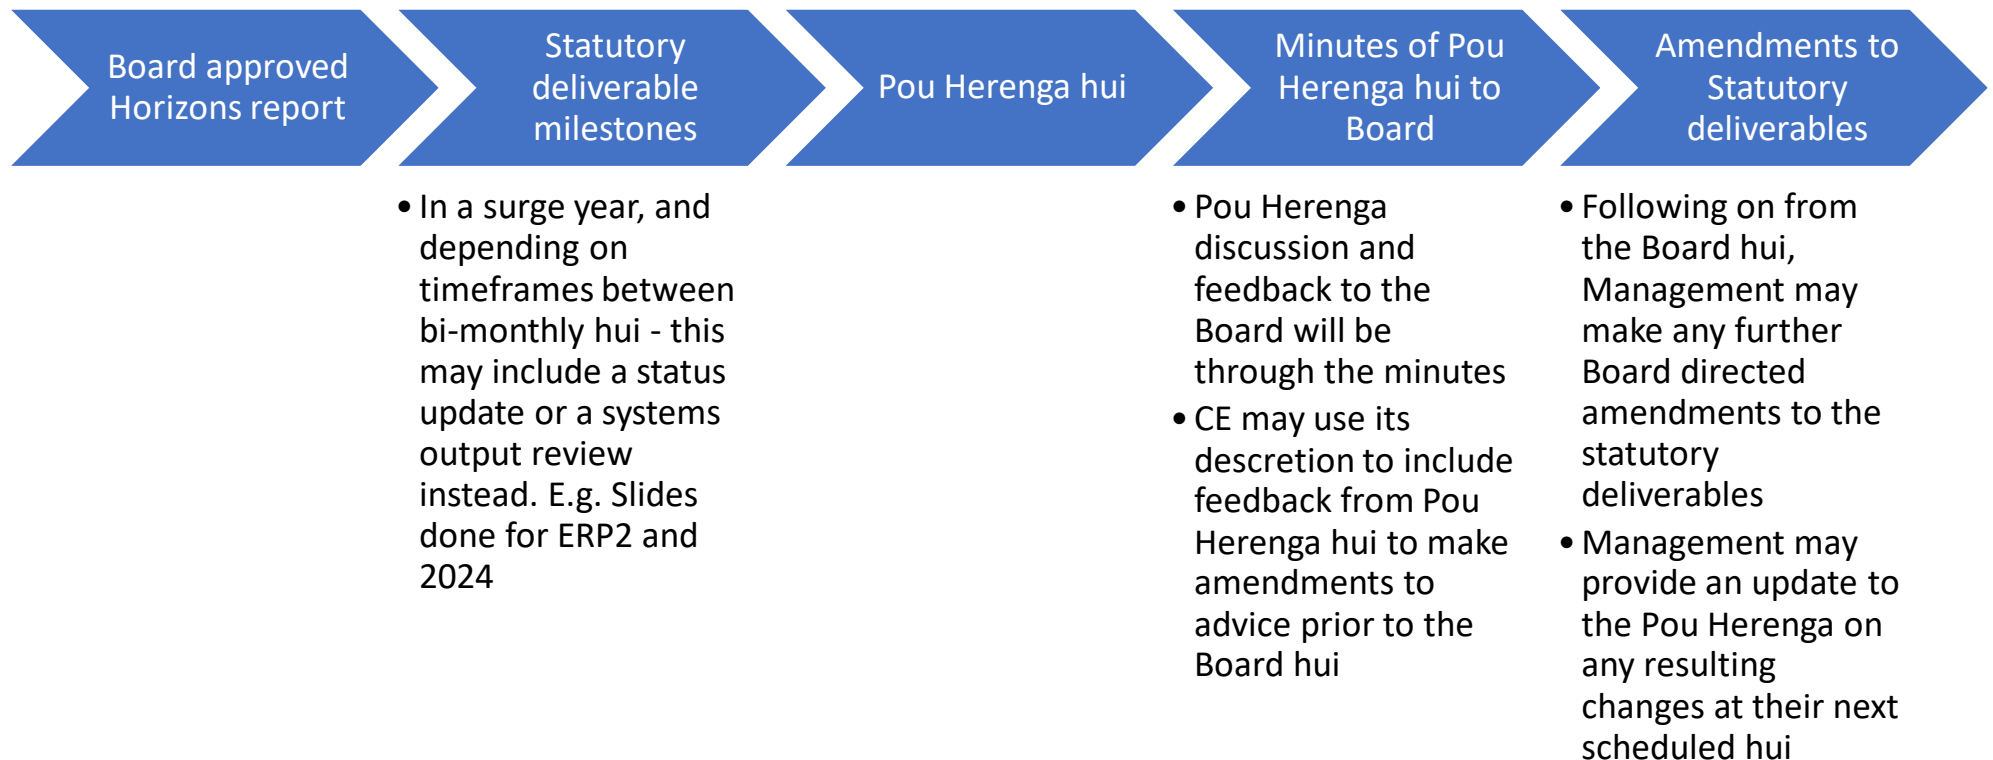 Board approved
Horizons report
Statutory
deliverable
milestones
Pou Herenga hui
Minutes of Pou
Herenga hui to
Board
Amendments to
Statutory
deliverables
• In a surge year, and
depending on
timeframes between
bi-monthly hui - this
may include a status
update or a systems
output review
instead. E.g. Slides
done for ERP2 and
2024
• Pou Herenga
discussion and
feedback to the
Board will be
through the minutes
• CE may use its
descretion to include
feedback from Pou
Herenga hui to make
amendments to
advice prior to the
Board hui
• Following on from
the Board hui,
Management may
make any further
Board directed
amendments to the
statutory
deliverables
• Management may
provide an update to
the Pou Herenga on
any resulting
changes at their next
scheduled hui